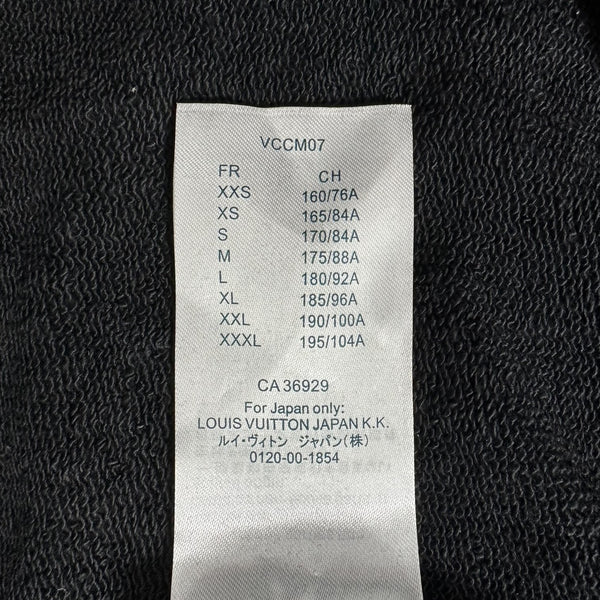 VCCM07
FR CH
XXS 160/76A
XS 165/84A
S 170/84A
M 175/88A
L 180/92A
XL 185/96A
XXL 190/100A
XXXL 195/104A
CA 36929
For Japan only:
LOUIS VUITTON JAPAN K.K.
ルイ・ヴィトン ジャパン(株)
0120-00-1854